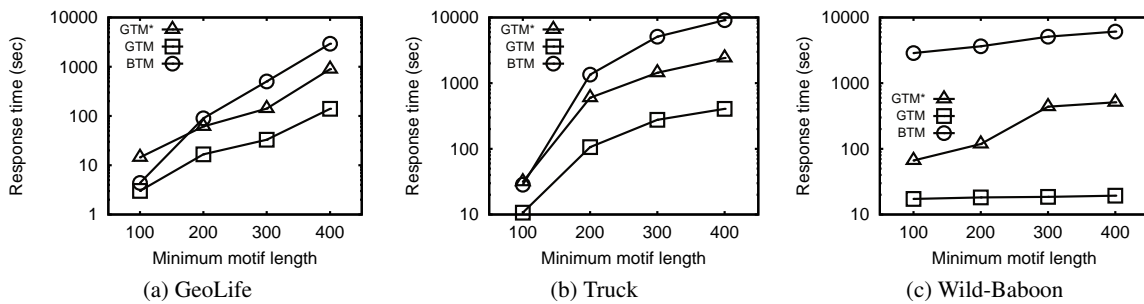 Response time (sec)
10000
1000
100
10
1
GTM*
GTM
BTM
100 200 300 400
Minimum motif length
(a) GeoLife
Response time (sec)
10000
1000
100
10
GTM*
GTM
BTM
100 200 300 400
Minimum motif length
(b) Truck
Response time (sec)
10000
1000
100
10
GTM*
GTM
BTM
100 200 300 400
Minimum motif length
(c) Wild-Baboon